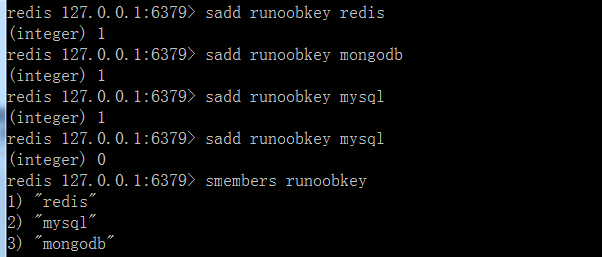 redis 127.0.0.1:6379> sadd runoobkey redis
(integer) 1
redis 127.0.0.1:6379> sadd runoobkey mongodb
(integer) 1
redis 127.0.0.1:6379> sadd runoobkey mysql
(integer) 1
redis 127.0.0.1:6379> sadd runoobkey mysql
(integer) 0
redis 127.0.0.1:6379> smembers runoobkey
1) "redis"
2) "mysql"
3) "mongodb"